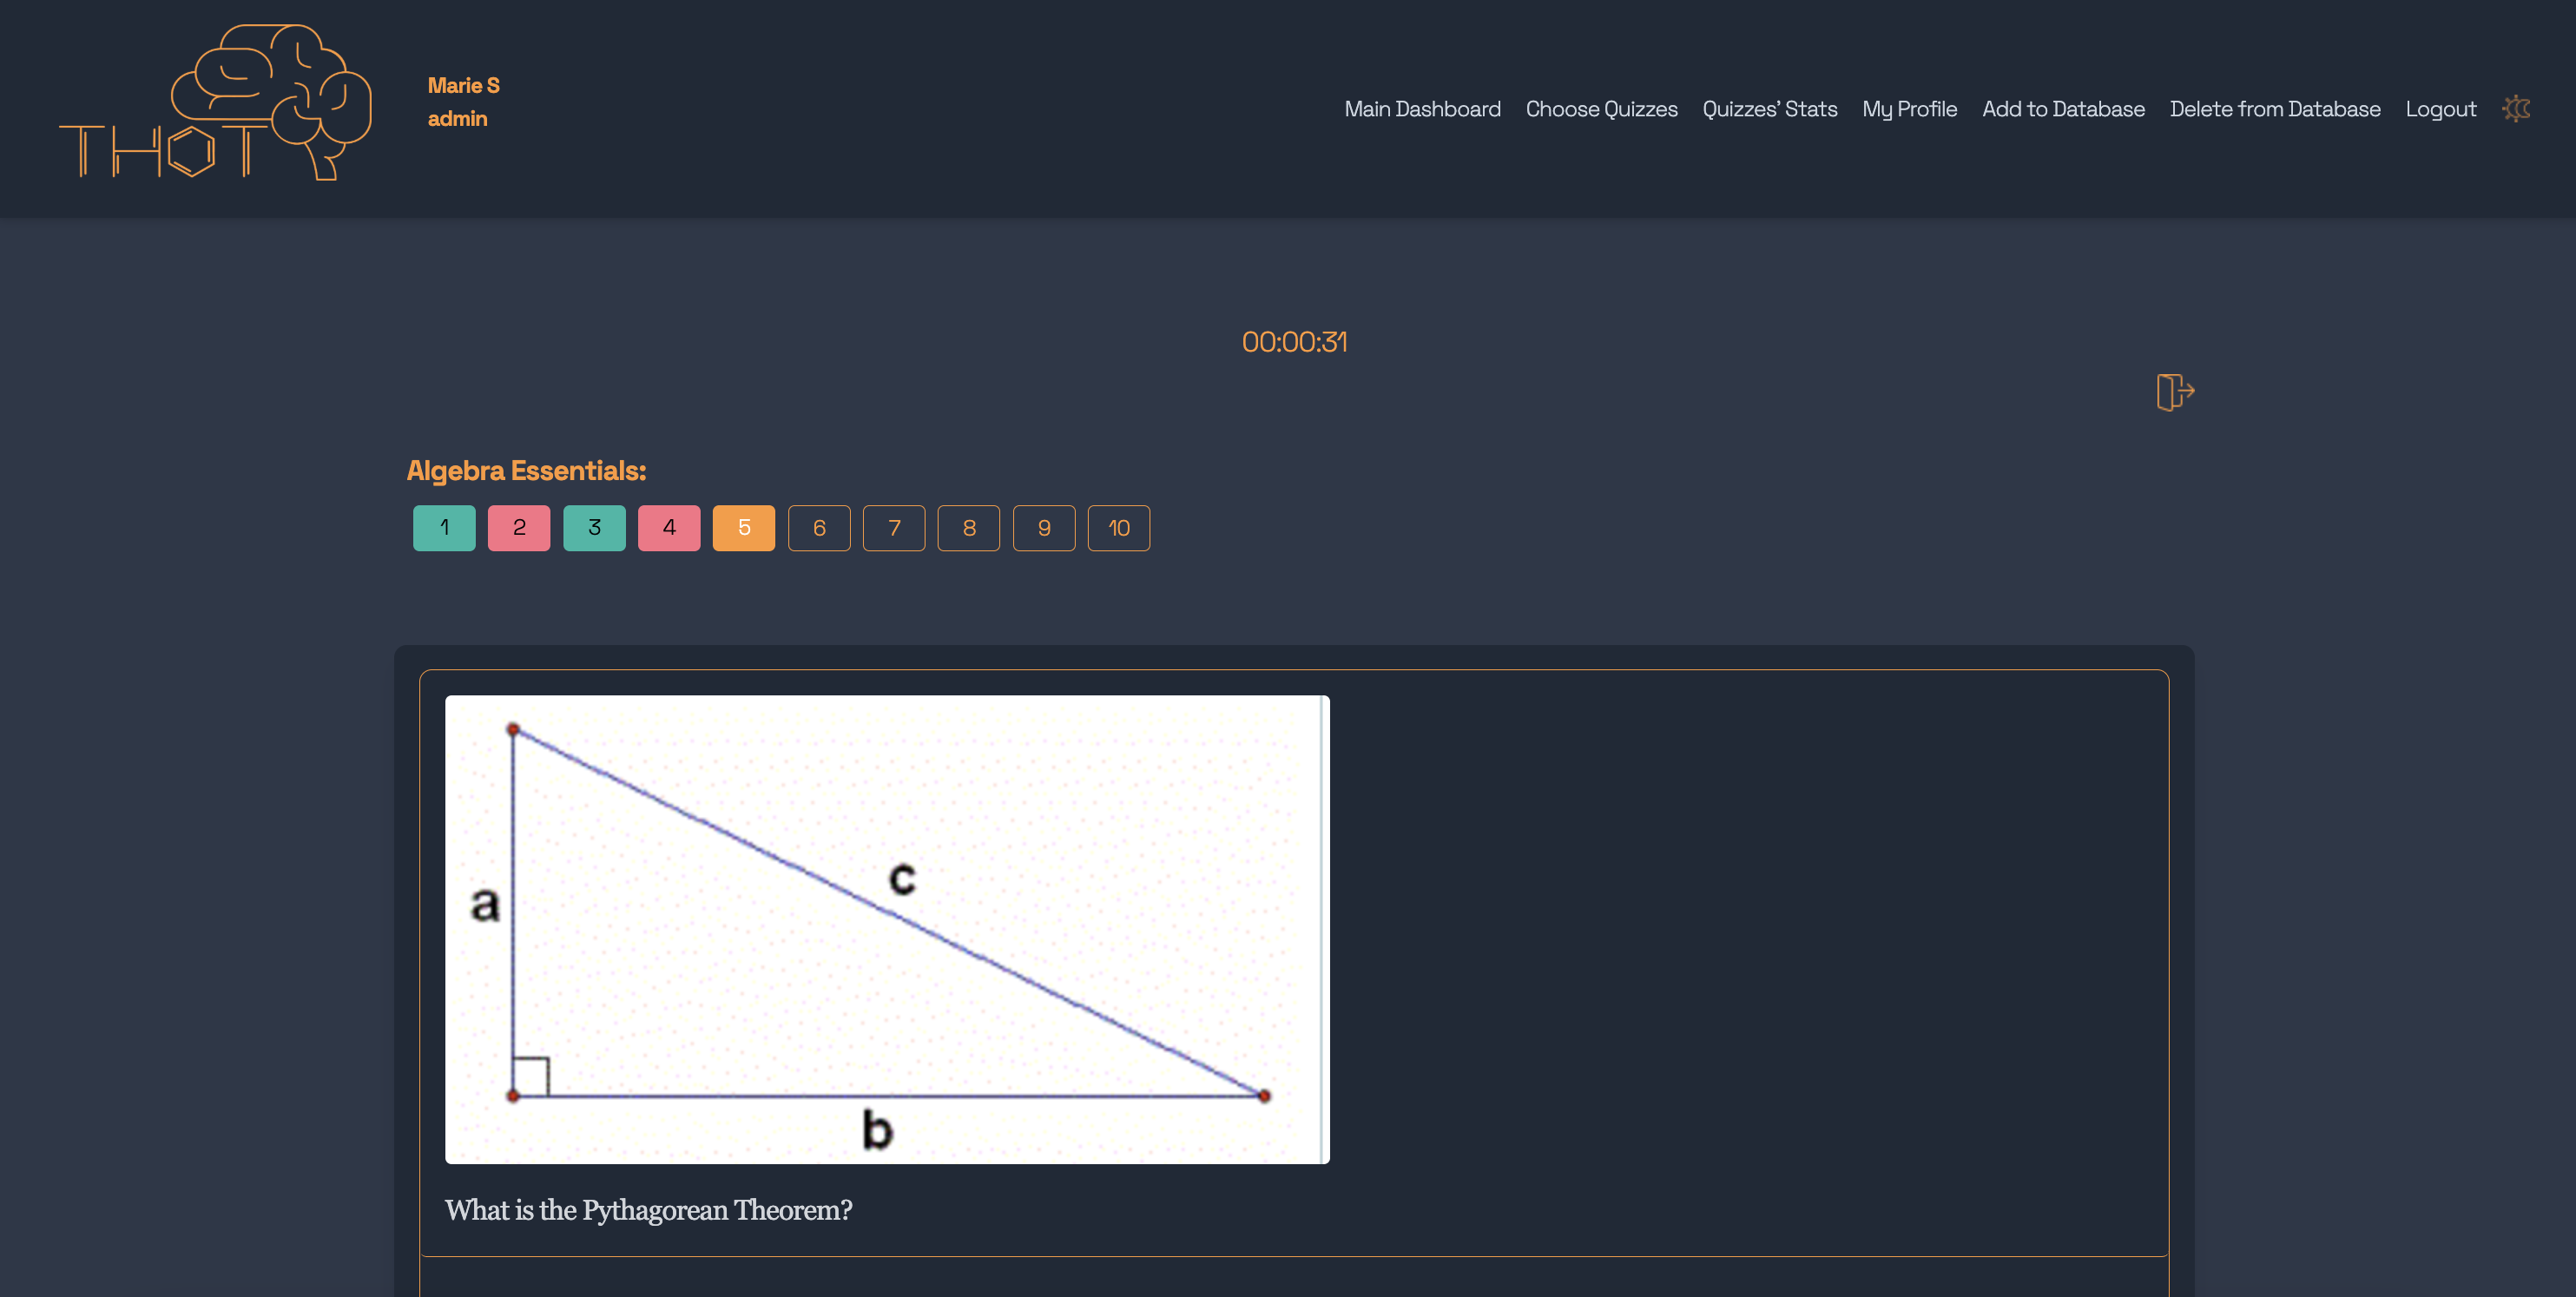 THOT
Marie S
admin
Main Dashboard Choose Quizzes Quizzes' Stats My Profile Add to Database Delete from Database Logout
00:00:31
Algebra Essentials:
1 2 3 4 5 6 7 8 9 10
c
a
b
What is the Pythagorean Theorem?